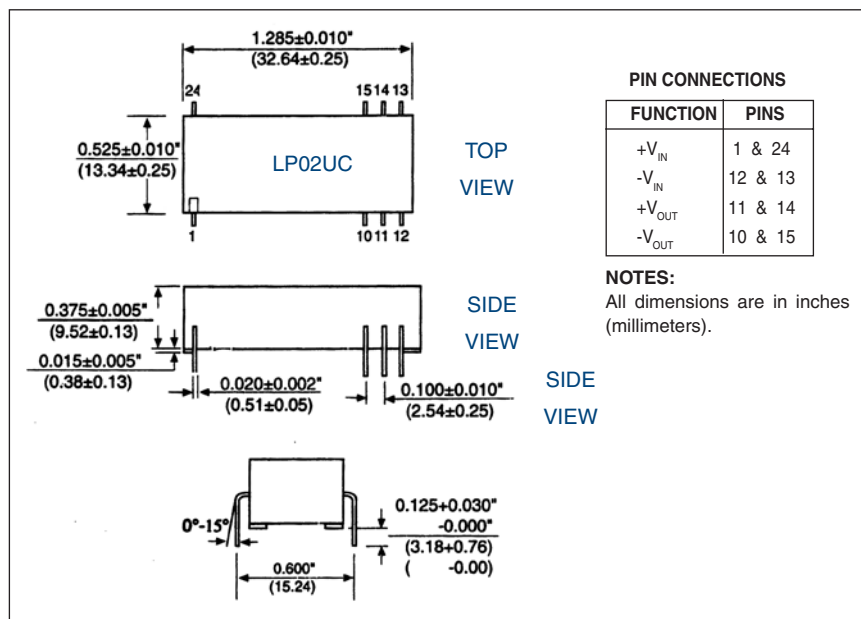 1.285±0.010"
(32.64±0.25)
24
15 14 13
0.525±0.010"
(13.34±0.25)
LP02UC
TOP
VIEW
1
10 11 12
PIN CONNECTIONS
FUNCTION PINS
+VIN 1 & 24
-VIN 12 & 13
+VOUT 11 & 14
-VOUT 10 & 15
NOTES:
All dimensions are in inches
(millimeters).
0.375±0.005"
(9.52±0.13)
0.015±0.005"
(0.38±0.13)
SIDE
VIEW
0.020±0.002"
(0.51±0.05)
0.100±0.010"
(2.54±0.25)
SIDE
VIEW
0°-15°
0.125+0.030"
-0.000"
(3.18+0.76)
( -0.00)
0.600"
(15.24)